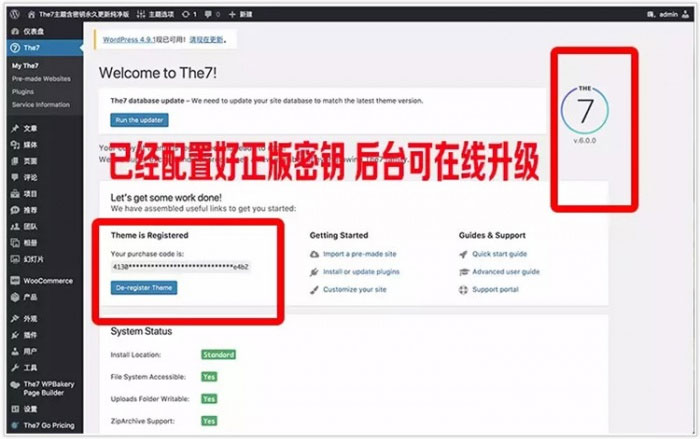 The7主题含密钥永久更新纯净版 主题选项 1 0 新建 嗨，admin
仪表盘
The7
My The7
Pre-made Websites
Plugins
Service Information
文章
媒体
页面
评论
项目
推荐
团队
相册
幻灯片
WooCommerce
产品
外观
插件
用户
工具
The7 WPBakery
Page Builder
设置
The7 Go Pricing
WordPress 4.9.1现已可用！请现在更新。
Welcome to The7!
The7 database update – We need to update your site database to match the latest theme version.
Run the updater
THE
7
v.6.0.0
已经配置好正版密钥 后台可在线升级
Let's get some work done!
We have assembled useful links to get you started:
Theme is Registered
Your purchase code is:
4130****************************e4b2
De-register Theme
Getting Started
Import a pre-made site
Install or update plugins
Customize your site
Guides & Support
Quick start guide
Advanced user guide
Support portal
System Status
Install Location: Standard
File System Accessible: Yes
Uploads Folder Writable: Yes
ZipArchive Support: Yes